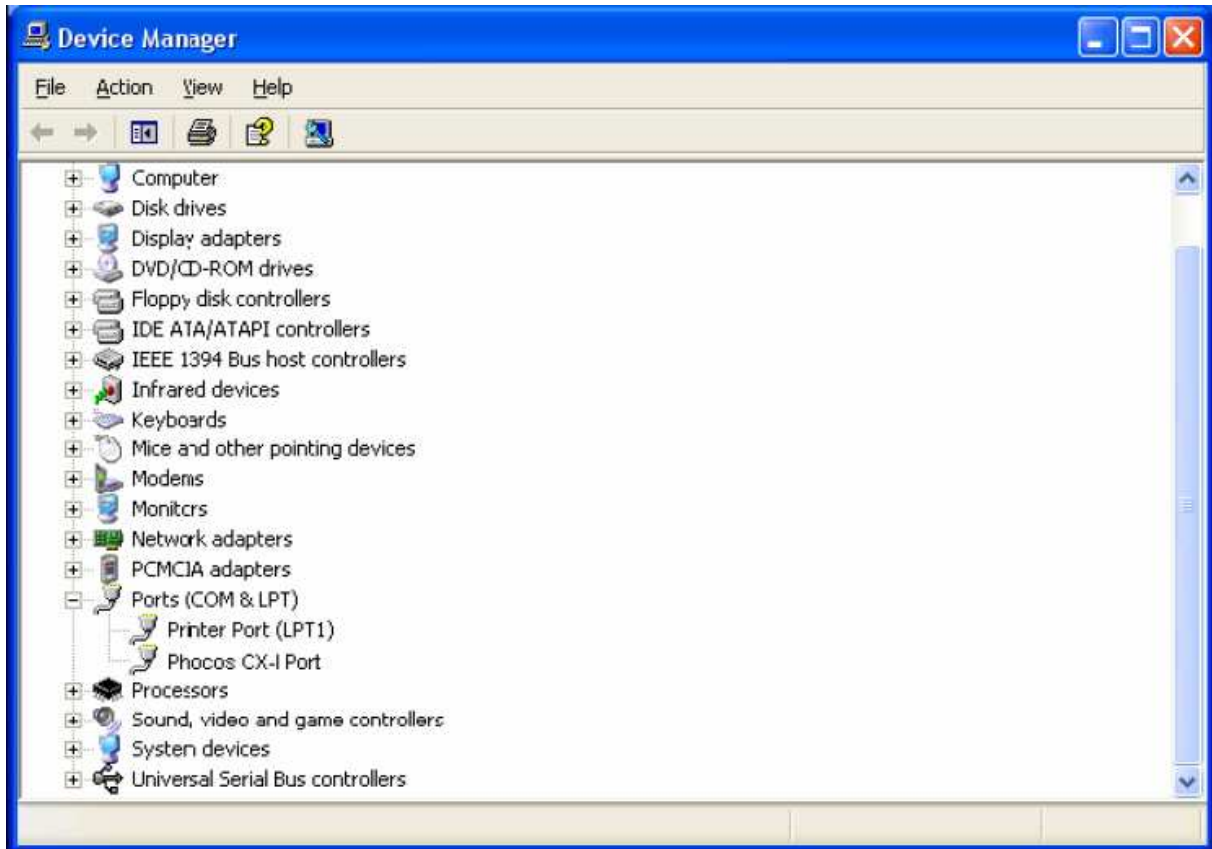 Device Manager
File Action View Help
Computer
Disk drives
Display adapters
DVD/CD-ROM drives
Floppy disk controllers
IDE ATA/ATAPI controllers
IEEE 1394 Bus host controllers
Infrared devices
Keyboards
Mice and other pointing devices
Modems
Monitors
Network adapters
PCMCIA adapters
Ports (COM & LPT)
Printer Port (LPT1)
Phocos CX-I Port
Processors
Sound, video and game controllers
System devices
Universal Serial Bus controllers